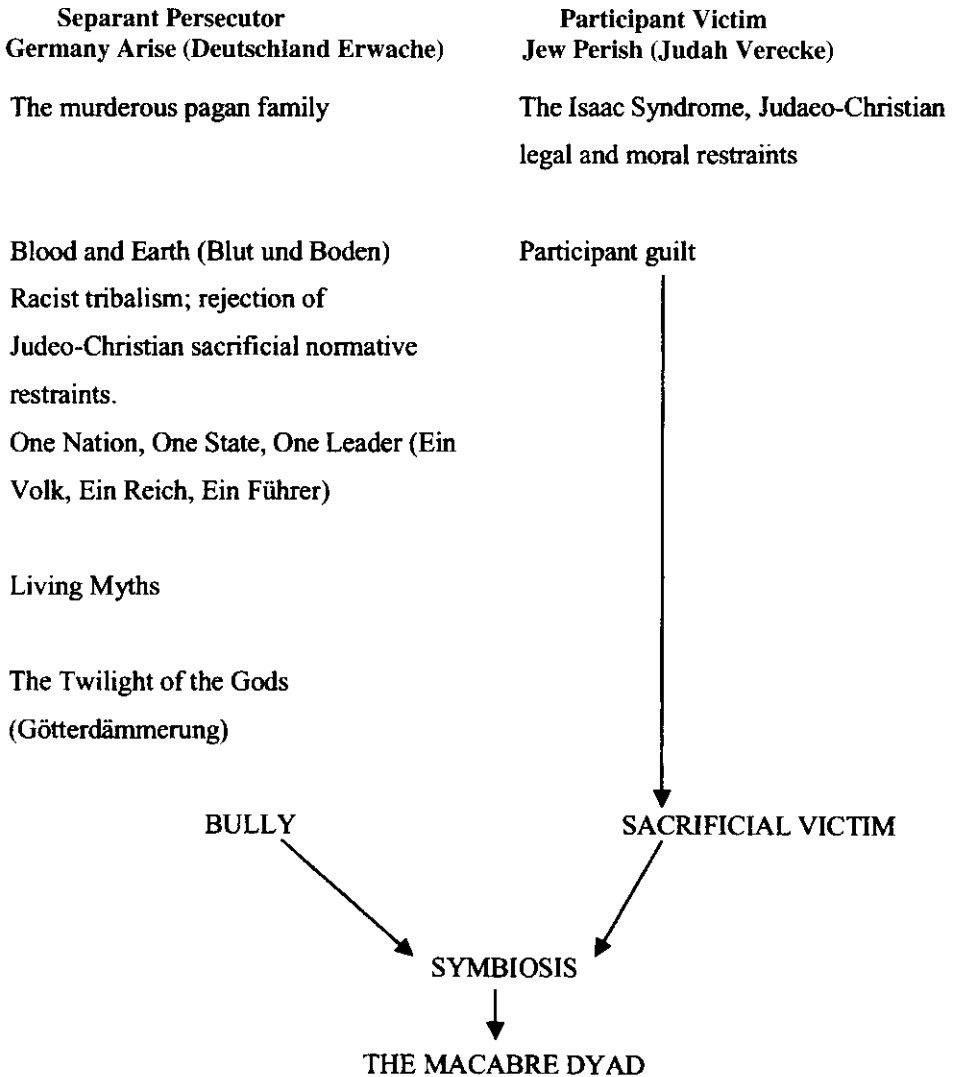 Separant Persecutor
Germany Arise (Deutschland Erwache)
Participant Victim
Jew Perish (Judah Verecke)
The murderous pagan family
The Isaac Syndrome, Judaeo-Christian
legal and moral restraints
Blood and Earth (Blut und Boden)
Participant guilt
Racist tribalism; rejection of
Judeo-Christian sacrificial normative
restraints.
One Nation, One State, One Leader (Ein
Volk, Ein Reich, Ein Führer)
Living Myths
The Twilight of the Gods
(Götterdämmerung)
BULLY
SACRIFICIAL VICTIM
SYMBIOSIS
THE MACABRE DYAD